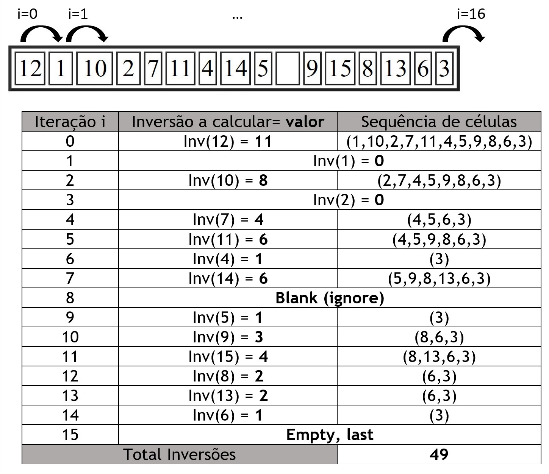 i=0 i=1 ... i=16
12 1 10 2 7 11 4 14 5 9 15 8 13 6 3
Iteração i Inversão a calcular= valor Sequência de células
0 Inv(12) = 11 (1,10,2,7,11,4,5,9,8,6,3)
1 Inv(1) = 0
2 Inv(10) = 8 (2,7,4,5,9,8,6,3)
3 Inv(2) = 0
4 Inv(7) = 4 (4,5,6,3)
5 Inv(11) = 6 (4,5,9,8,6,3)
6 Inv(4) = 1 (3)
7 Inv(14) = 6 (5,9,8,13,6,3)
8 Blank (ignore)
9 Inv(5) = 1 (3)
10 Inv(9) = 3 (8,6,3)
11 Inv(15) = 4 (8,13,6,3)
12 Inv(8) = 2 (6,3)
13 Inv(13) = 2 (6,3)
14 Inv(6) = 1 (3)
15 Empty, last
Total Inversões 49